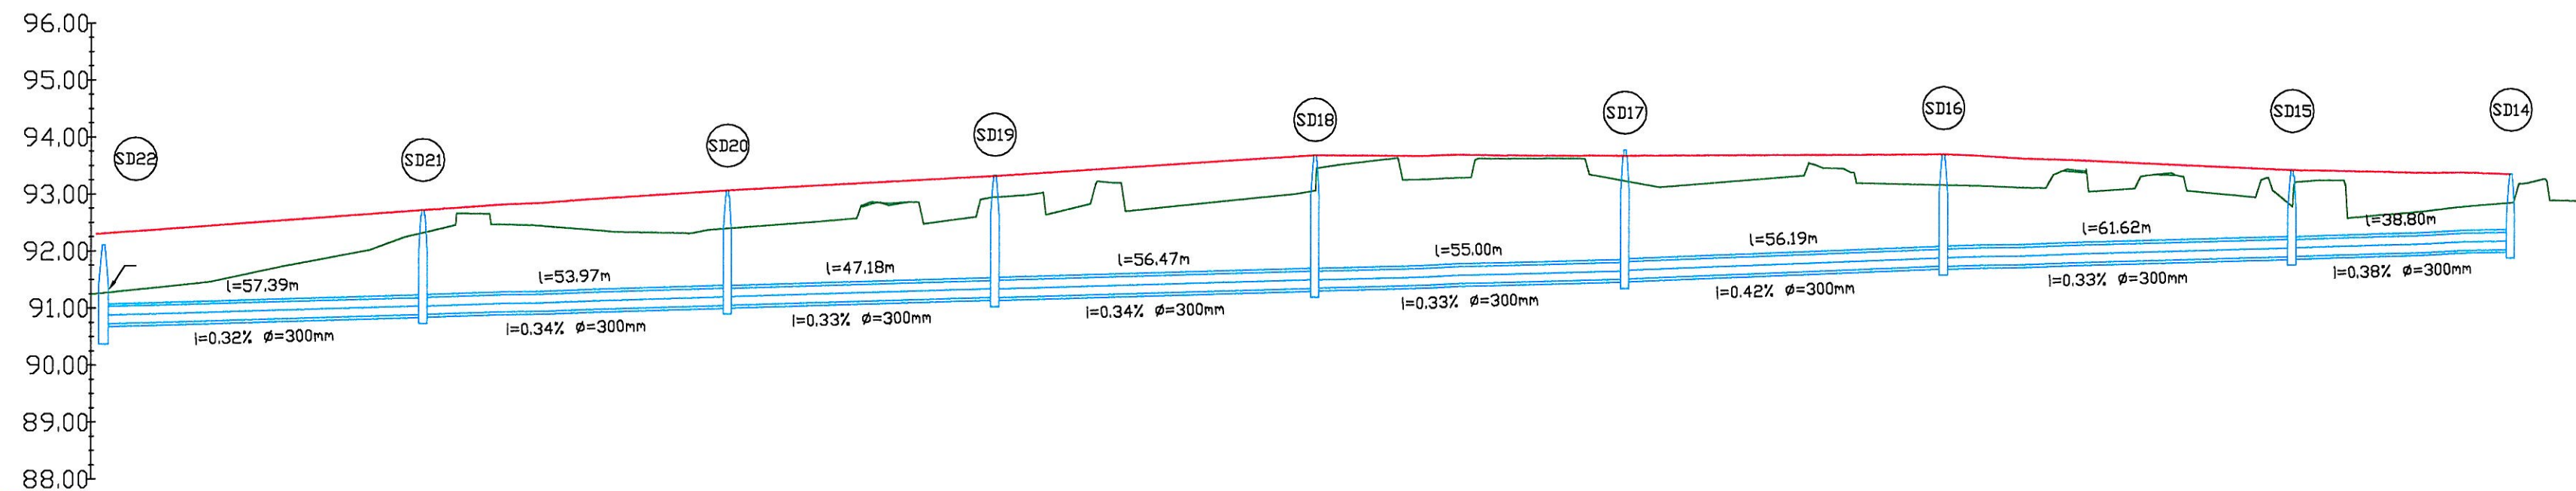 96.00
95.00
94.00
93.00
92.00
91.00
90.00
89.00
88.00
SD22
SD21
SD20
SD19
SD18
SD17
SD16
SD15
SD14
l=57.39m
l=53.97m
l=47.18m
l=56.47m
l=55.00m
l=56.19m
l=61.62m
l=38.80m
i=0.32% Ø=300mm
i=0.34% Ø=300mm
i=0.33% Ø=300mm
i=0.34% Ø=300mm
i=0.33% Ø=300mm
i=0.42% Ø=300mm
i=0.33% Ø=300mm
i=0.38% Ø=300mm